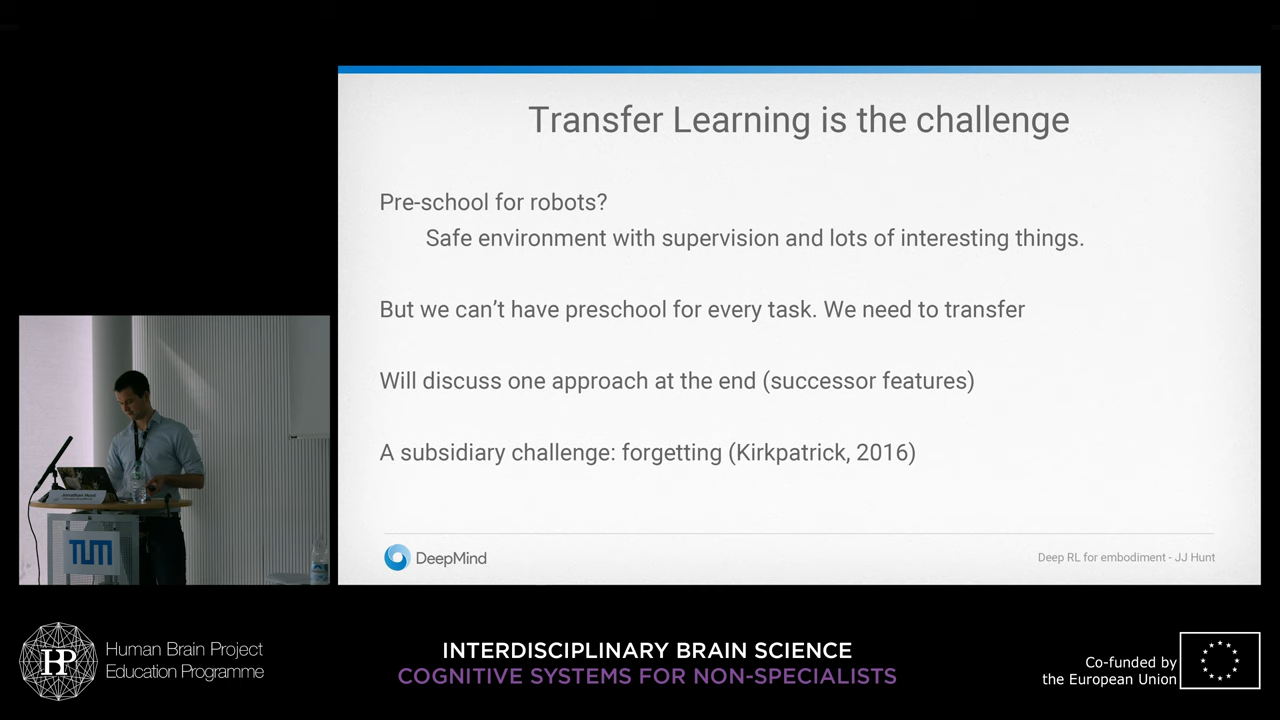 Transfer Learning is the challenge
Pre-school for robots?
Safe environment with supervision and lots of interesting things.
But we can't have preschool for every task. We need to transfer
Will discuss one approach at the end (successor features)
A subsidiary challenge: forgetting (Kirkpatrick, 2016)
DeepMind
Deep RL for embodiment - JJ Hunt
Jonathan Hunt
TUM
HP
Human Brain Project
Education Programme
INTERDISCIPLINARY BRAIN SCIENCE
COGNITIVE SYSTEMS FOR NON-SPECIALISTS
Co-funded by
the European Union